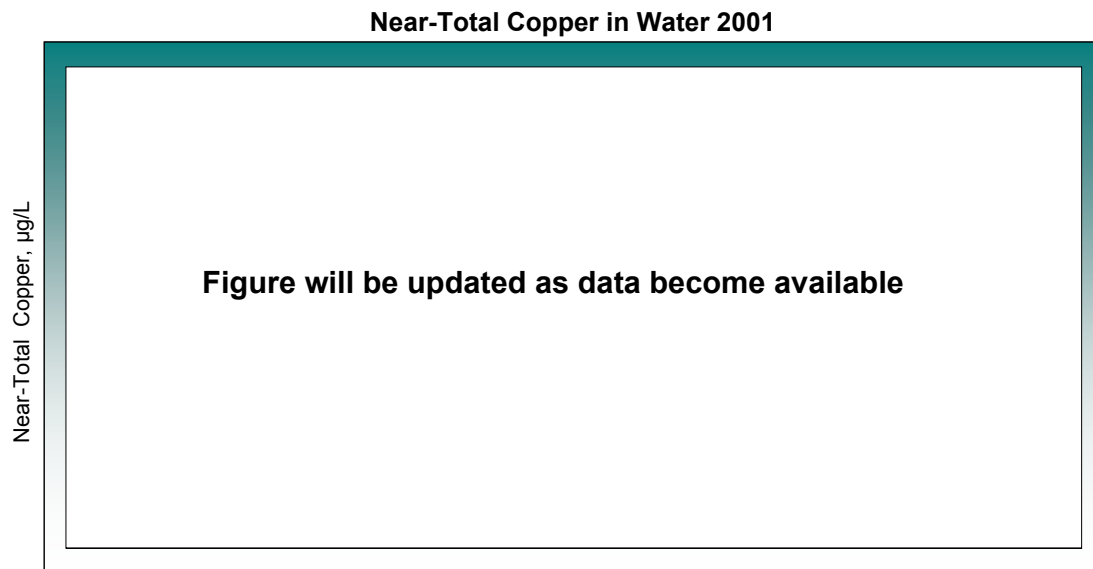 Near-Total Copper in Water 2001
Near-Total Copper, µg/L
Figure will be updated as data become available